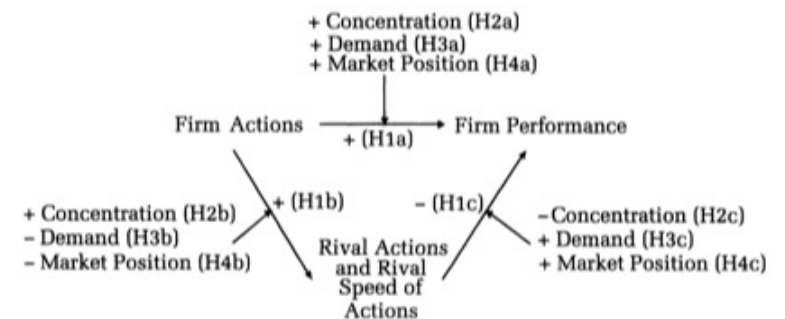 + Concentration (H2a)
+ Demand (H3a)
+ Market Position (H4a)
Firm Actions
Firm Performance
+ (H1a)
+ (H1b)
- (H1c)
+ Concentration (H2b)
- Demand (H3b)
- Market Position (H4b)
Rival Actions
and Rival
Speed of
Actions
-Concentration (H2c)
+ Demand (H3c)
+ Market Position (H4c)